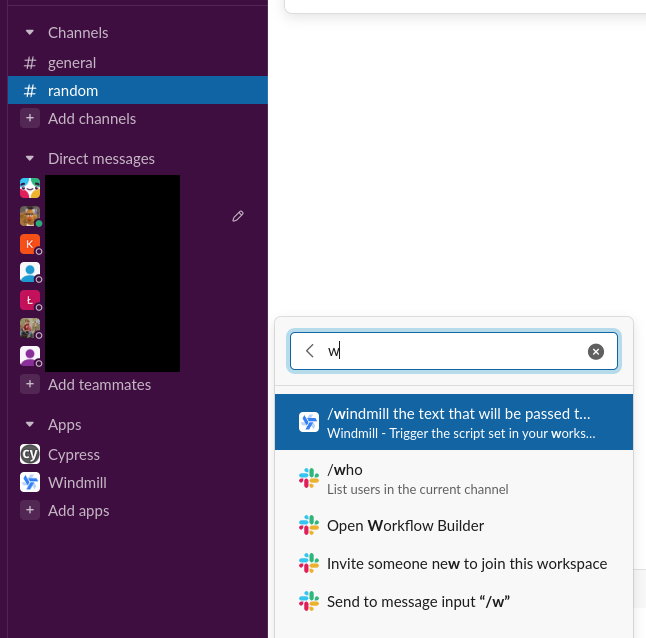 Channels
# general
# random
+ Add channels
Direct messages
K
Ł
+ Add teammates
Apps
cy Cypress
Windmill
+ Add apps
w
/windmill the text that will be passed t...
Windmill - Trigger the script set in your works...
/who
List users in the current channel
Open Workflow Builder
Invite someone new to join this workspace
Send to message input “/w”